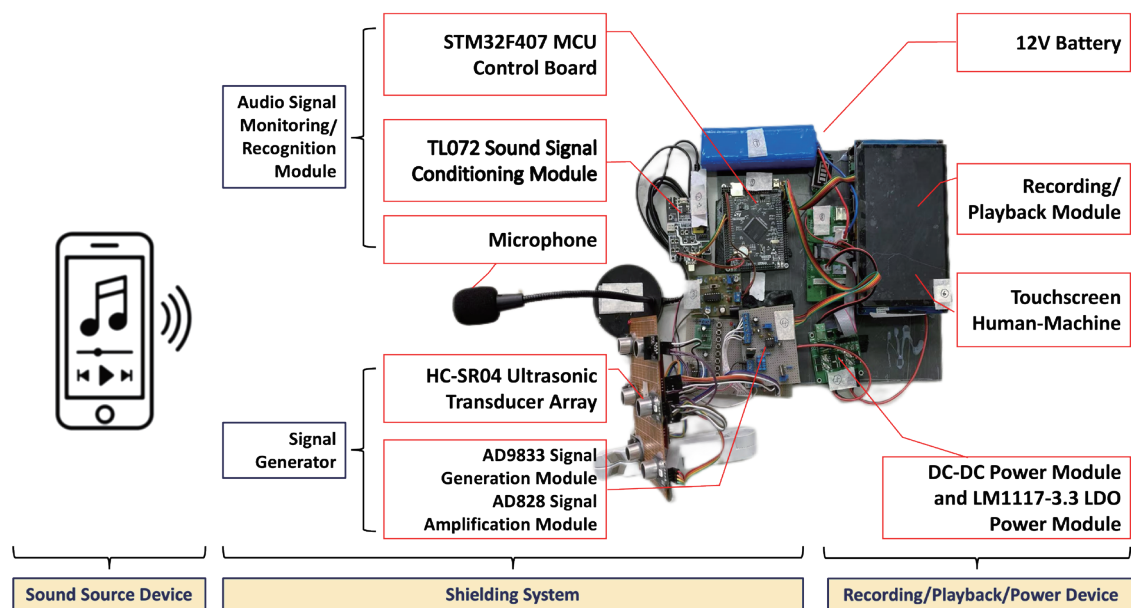 STM32F407 MCU
Control Board
12V Battery
Audio Signal
Monitoring/
Recognition
Module
TL072 Sound Signal
Conditioning Module
Recording/
Playback Module
Microphone
Touchscreen
Human-Machine
HC-SR04 Ultrasonic
Transducer Array
Signal
Generator
AD9833 Signal
Generation Module
AD828 Signal
Amplification Module
DC-DC Power Module
and LM1117-3.3 LDO
Power Module
Sound Source Device
Shielding System
Recording/Playback/Power Device